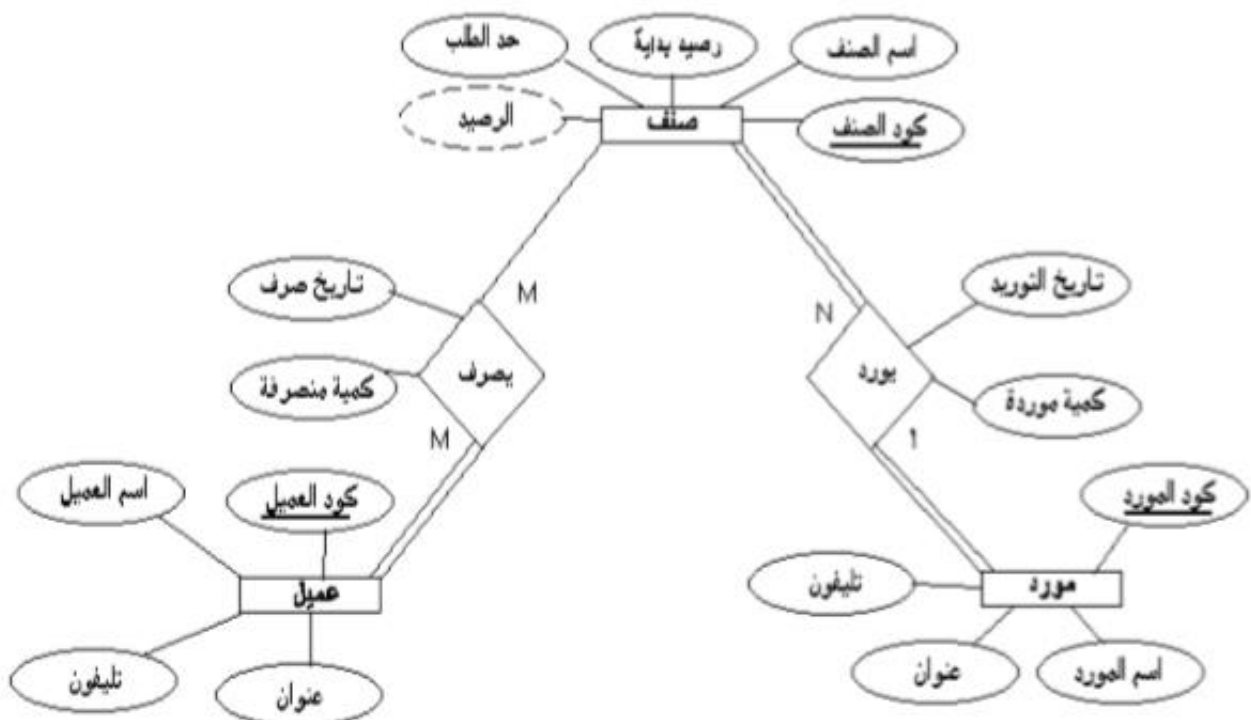 اسم الصنف
رصيد بداية
حد الطلب
كود الصنف
صنف
الرصيد
تاريخ صرف
M
تاريخ التوريد
N
يصرف
يورد
كمية منصرفة
كمية موردة
M
1
اسم العميل
كود العميل
كود المورد
عميل
تليفون
مورد
تليفون
عنوان
عنوان
اسم المورد